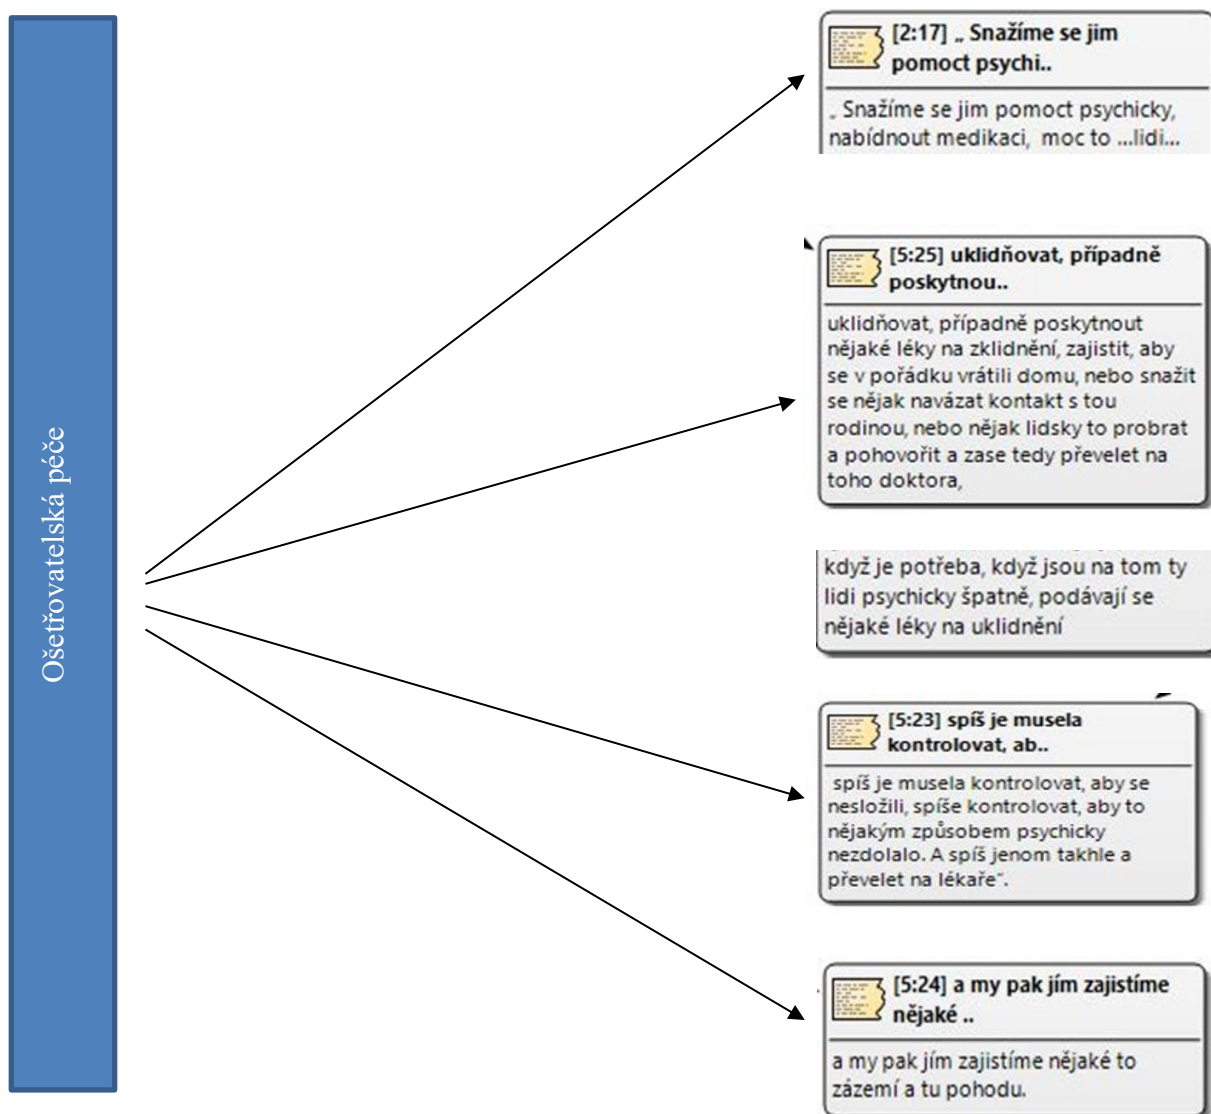 Ošetřovatelská péče
[2:17] „ Snažíme se jim
pomoct psychi..
„ Snažíme se jim pomoct psychicky,
nabídnout medikaci,  moc to ...lidi...
[5:25] uklidňovat, případně
poskytnou..
uklidňovat, případně poskytnout
nějaké léky na zklidnění, zajistit, aby
se v pořádku vrátili domu, nebo snažit
se nějak navázat kontakt s tou
rodinou, nebo nějak lidsky to probrat
a pohovořit a zase tedy převelet na
toho doktora,
když je potřeba, když jsou na tom ty
lidi psychicky špatně, podávají se
nějaké léky na uklidnění
[5:23] spíš je musela
kontrolovat, ab..
spíš je musela kontrolovat, aby se
nesložili, spíše kontrolovat, aby to
nějakým způsobem psychicky
nezdolalo. A spíš jenom takhle a
převelet na lékaře“.
[5:24] a my pak jím zajistíme
nějaké ..
a my pak jím zajistíme nějaké to
zázemí a tu pohodu.